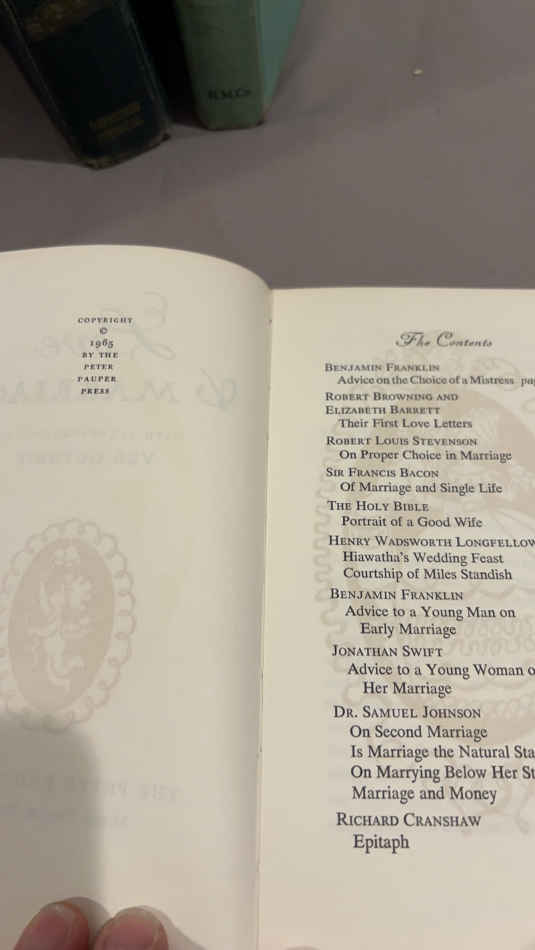 R.M.Co
COPYRIGHT
©
1965
BY THE
PETER
PAUPER
PRESS
The Contents
BENJAMIN FRANKLIN
Advice on the Choice of a Mistress
ROBERT BROWNING AND
ELIZABETH BARRETT
Their First Love Letters
ROBERT LOUIS STEVENSON
On Proper Choice in Marriage
SIR FRANCIS BACON
Of Marriage and Single Life
THE HOLY BIBLE
Portrait of a Good Wife
HENRY WADSWORTH LONGFELLOW
Hiawatha's Wedding Feast
Courtship of Miles Standish
BENJAMIN FRANKLIN
Advice to a Young Man on
Early Marriage
JONATHAN SWIFT
Advice to a Young Woman o
Her Marriage
DR. SAMUEL JOHNSON
On Second Marriage
Is Marriage the Natural Sta
On Marrying Below Her St
Marriage and Money
RICHARD CRANSHAW
Epitaph